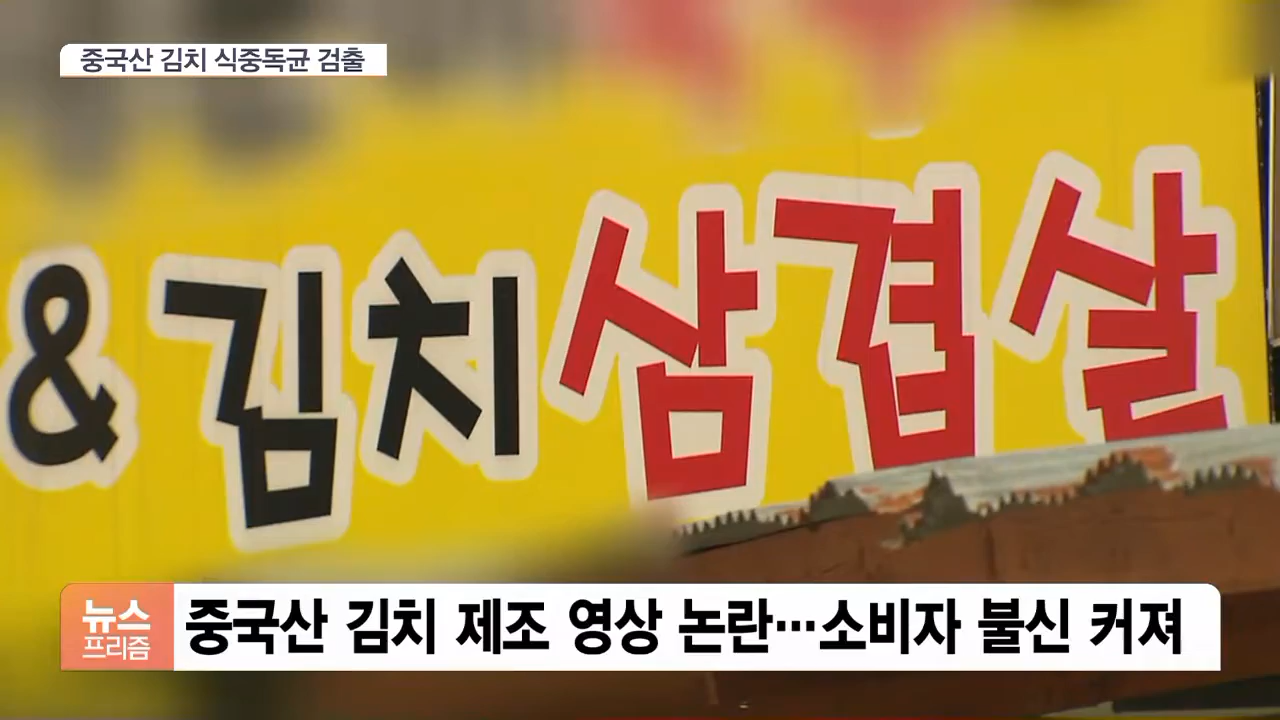 중국산 김치 식중독균 검출
& 김치삼겹살
뉴스
프리즘
중국산 김치 제조 영상 논란…소비자 불신 커져